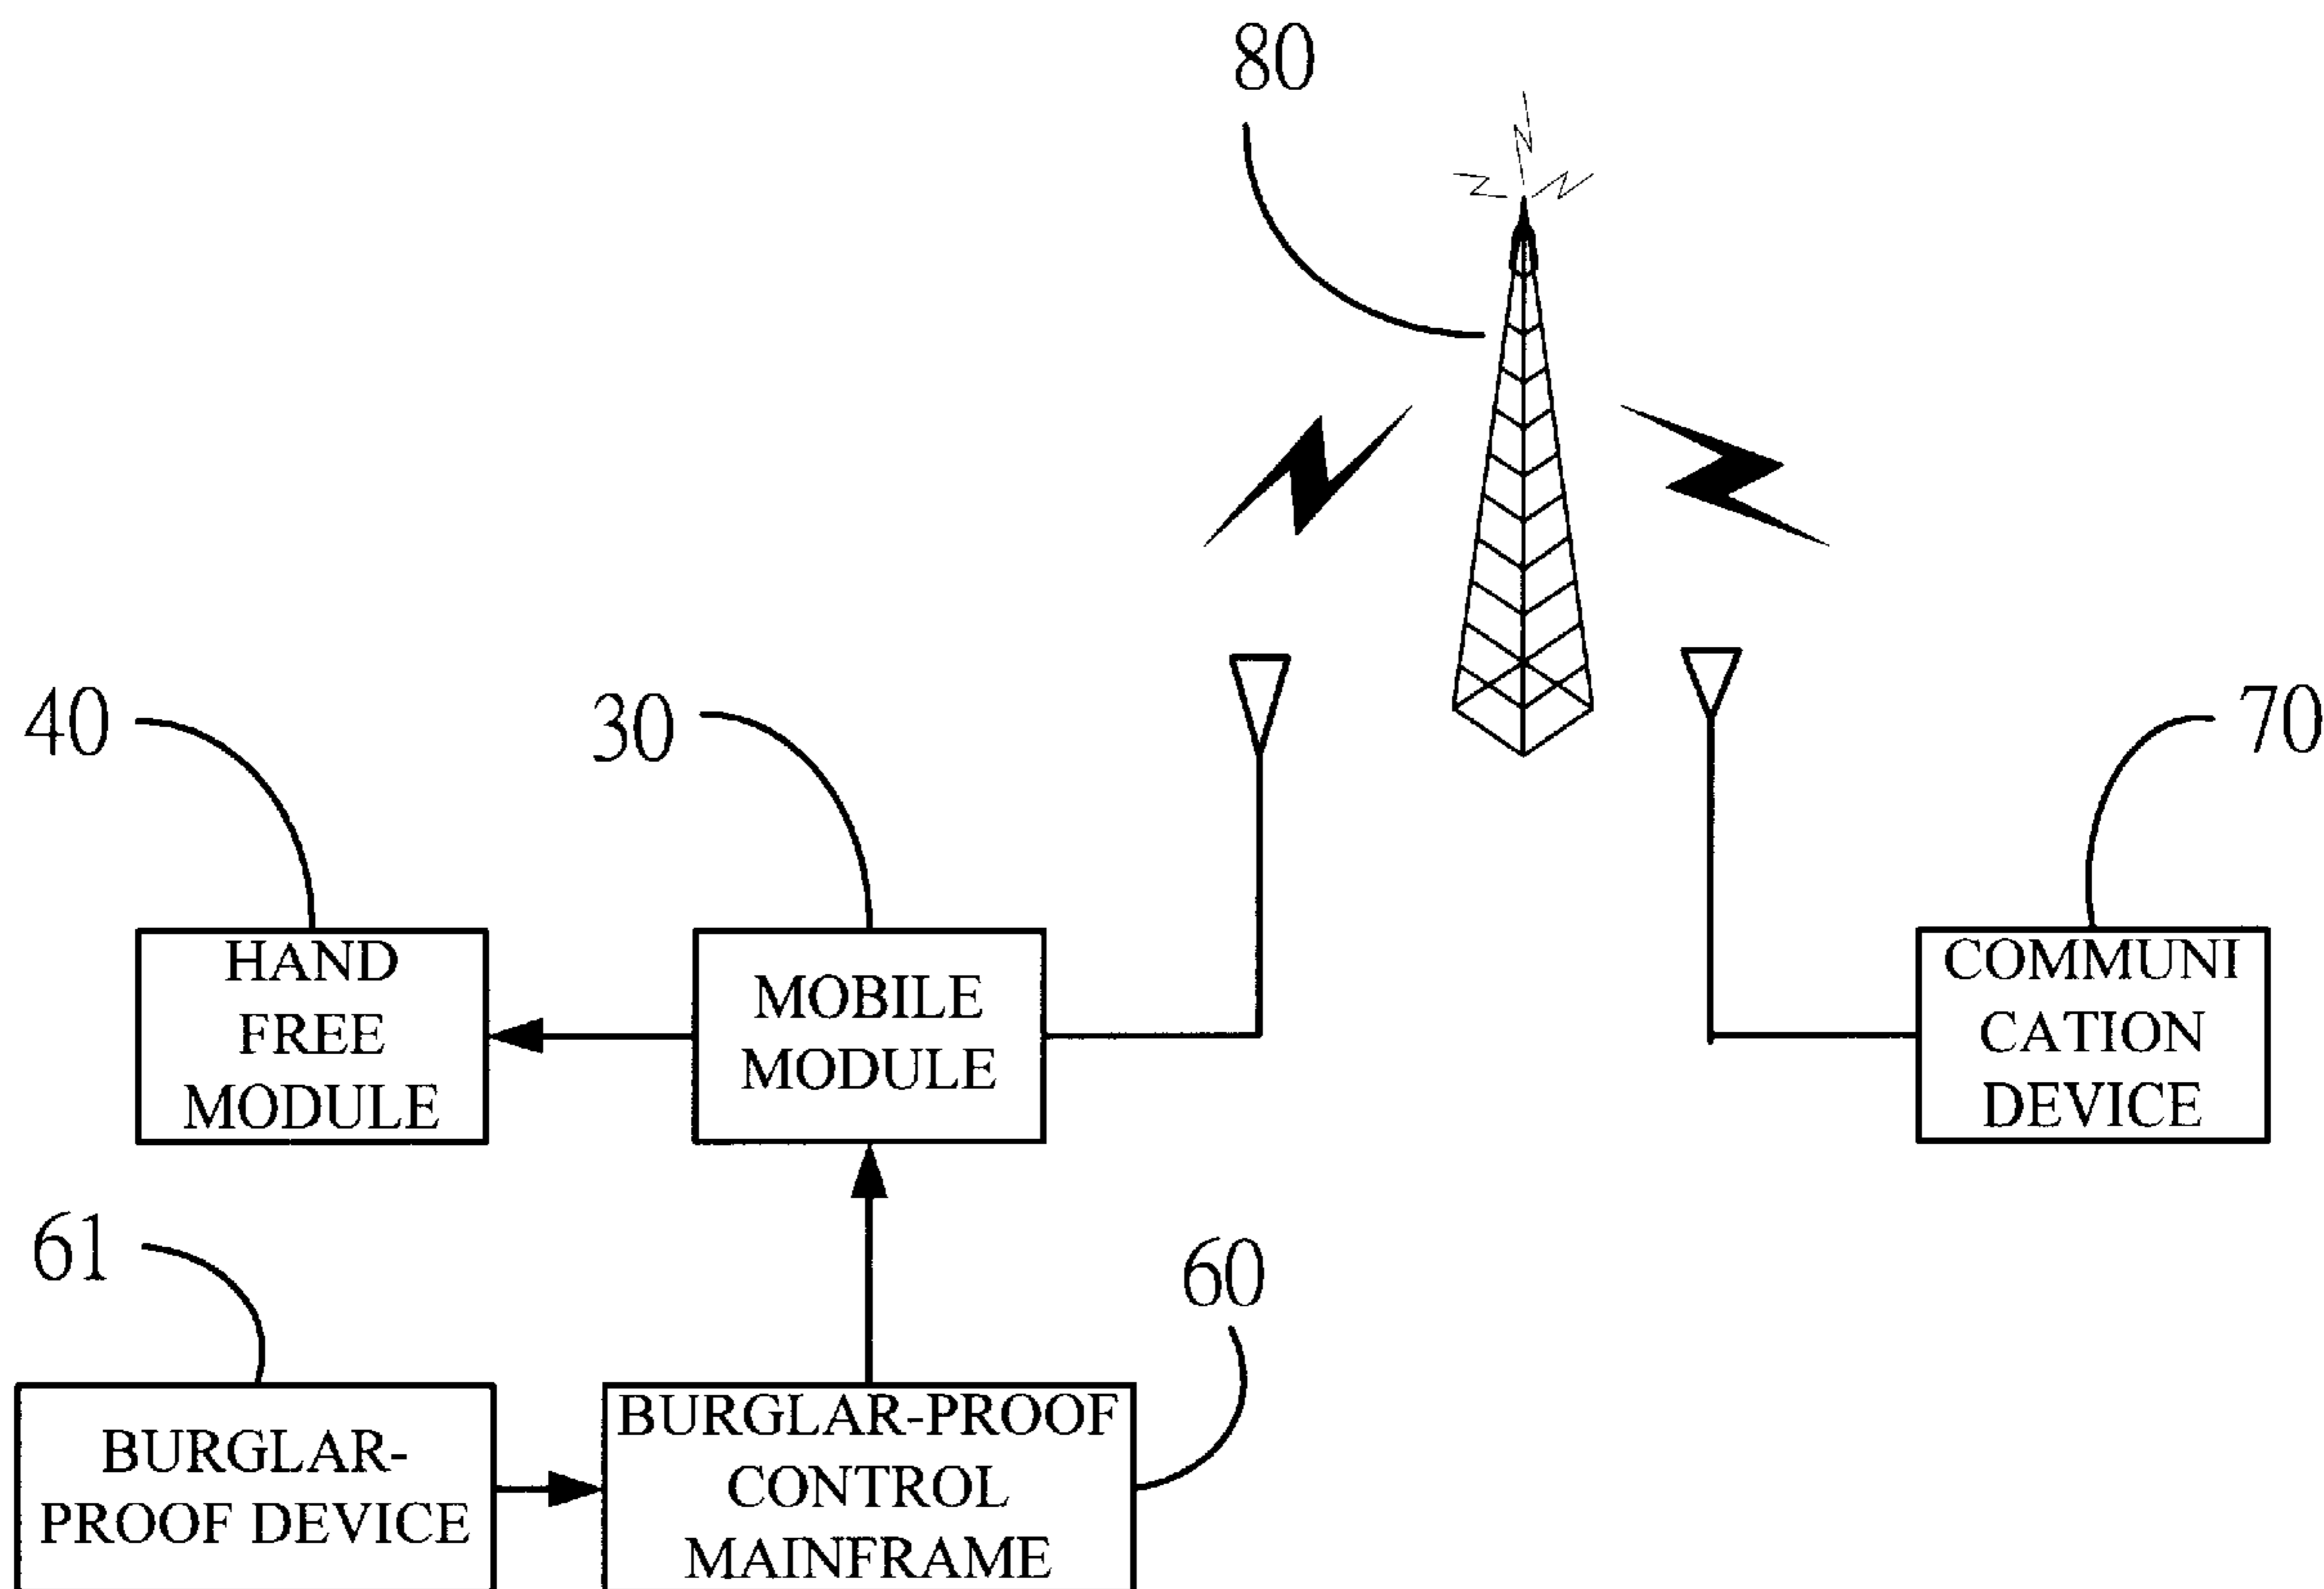 80
40
30
70
HAND
FREE
MODULE
MOBILE
MODULE
COMMUNI
CATION
DEVICE
61
60
BURGLAR-
PROOF DEVICE
BURGLAR-PROOF
CONTROL
MAINFRAME